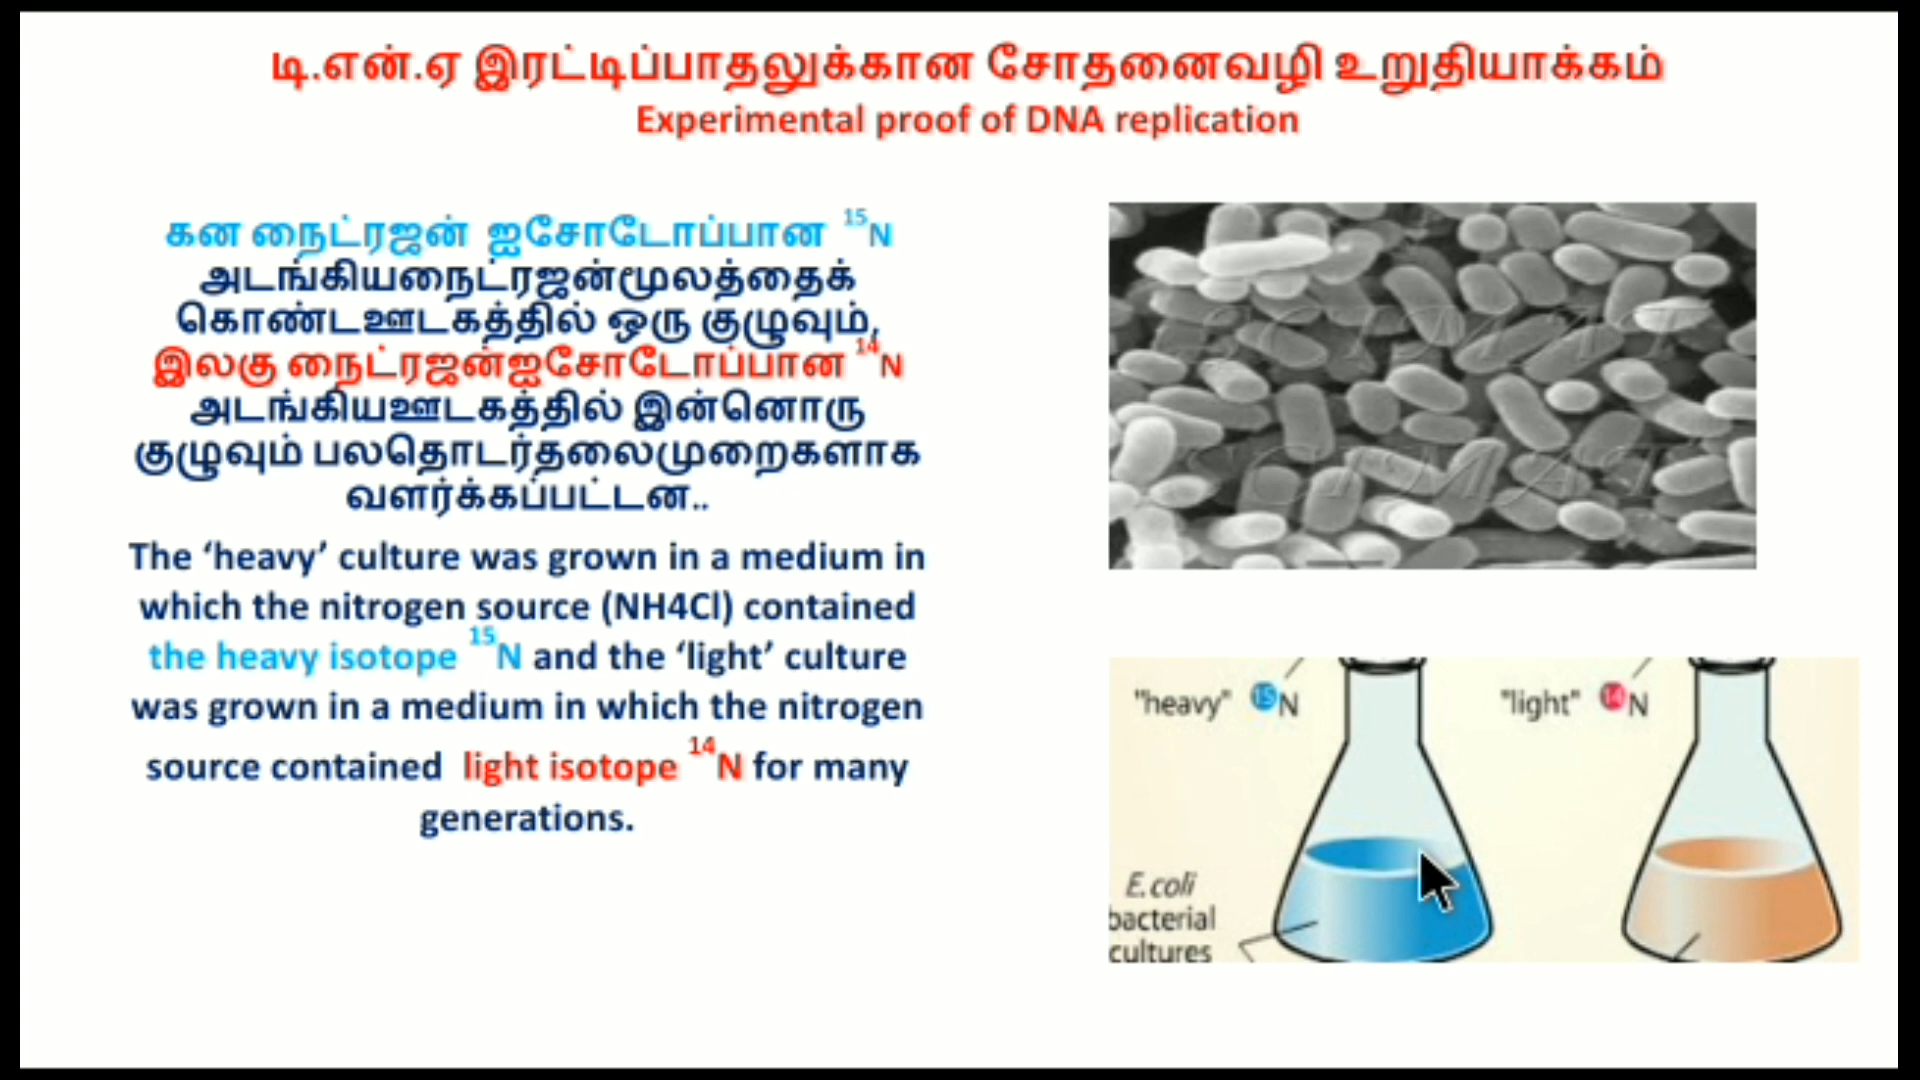 டி.என்.ஏ இரட்டிப்பாதலுக்கான சோதனைவழி உறுதியாக்கம்
Experimental proof of DNA replication
கன நைட்ரஜன் ஐசோடோப்பான ¹⁵N
அடங்கியநைட்ரஜன்மூலத்தைக்
கொண்டஊடகத்தில் ஒரு குழுவும்,
இலகு நைட்ரஜன்ஐசோடோப்பான ¹⁴N
அடங்கியஊடகத்தில் இன்னொரு
குழுவும் பலதொடர்தலைமுறைகளாக
வளர்க்கப்பட்டன..
The ‘heavy’ culture was grown in a medium in
which the nitrogen source (NH4Cl) contained
the heavy isotope ¹⁵N and the ‘light’ culture
was grown in a medium in which the nitrogen
source contained light isotope ¹⁴N for many
generations.
SCIMAT
SCIMAT
"heavy" ¹⁵N
"light" ¹⁴N
E. coli
bacterial
cultures